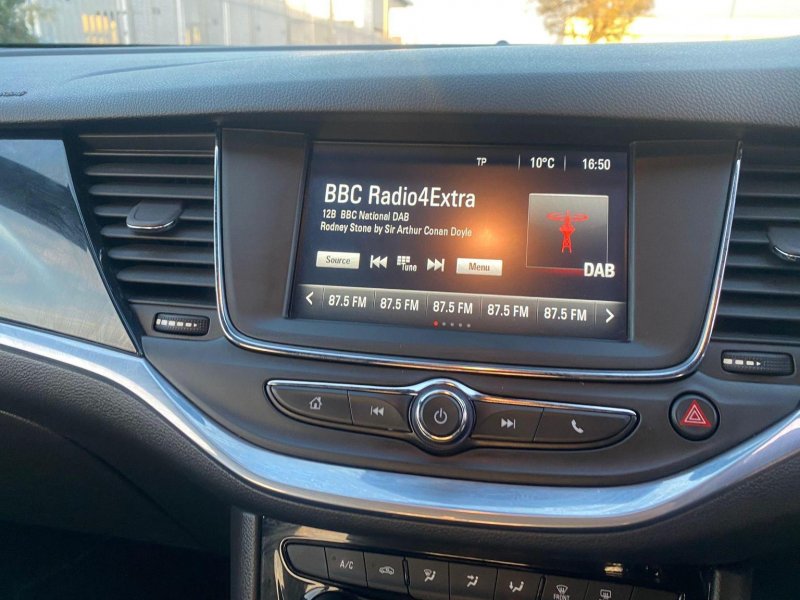 TP 10°C 16:50
BBC Radio4Extra
12B BBC National DAB
Rodney Stone by Sir Arthur Conan Doyle
DAB
Source Tune Menu
87.5 FM 87.5 FM 87.5 FM 87.5 FM 87.5 FM
A/C
FRONT